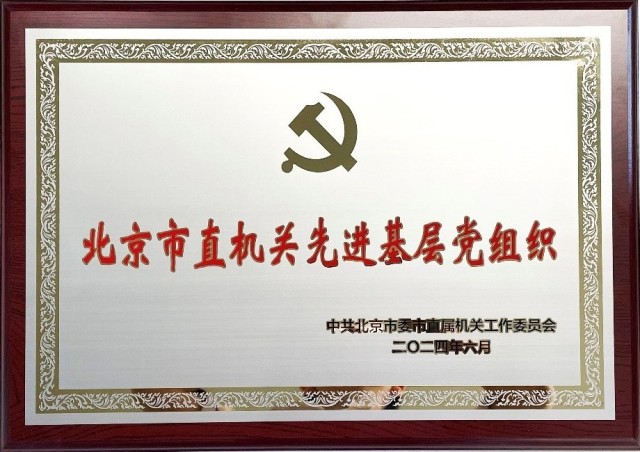 北京市直机关先进基层党组织
中共北京市委市直属机关工作委员会
二〇二四年六月